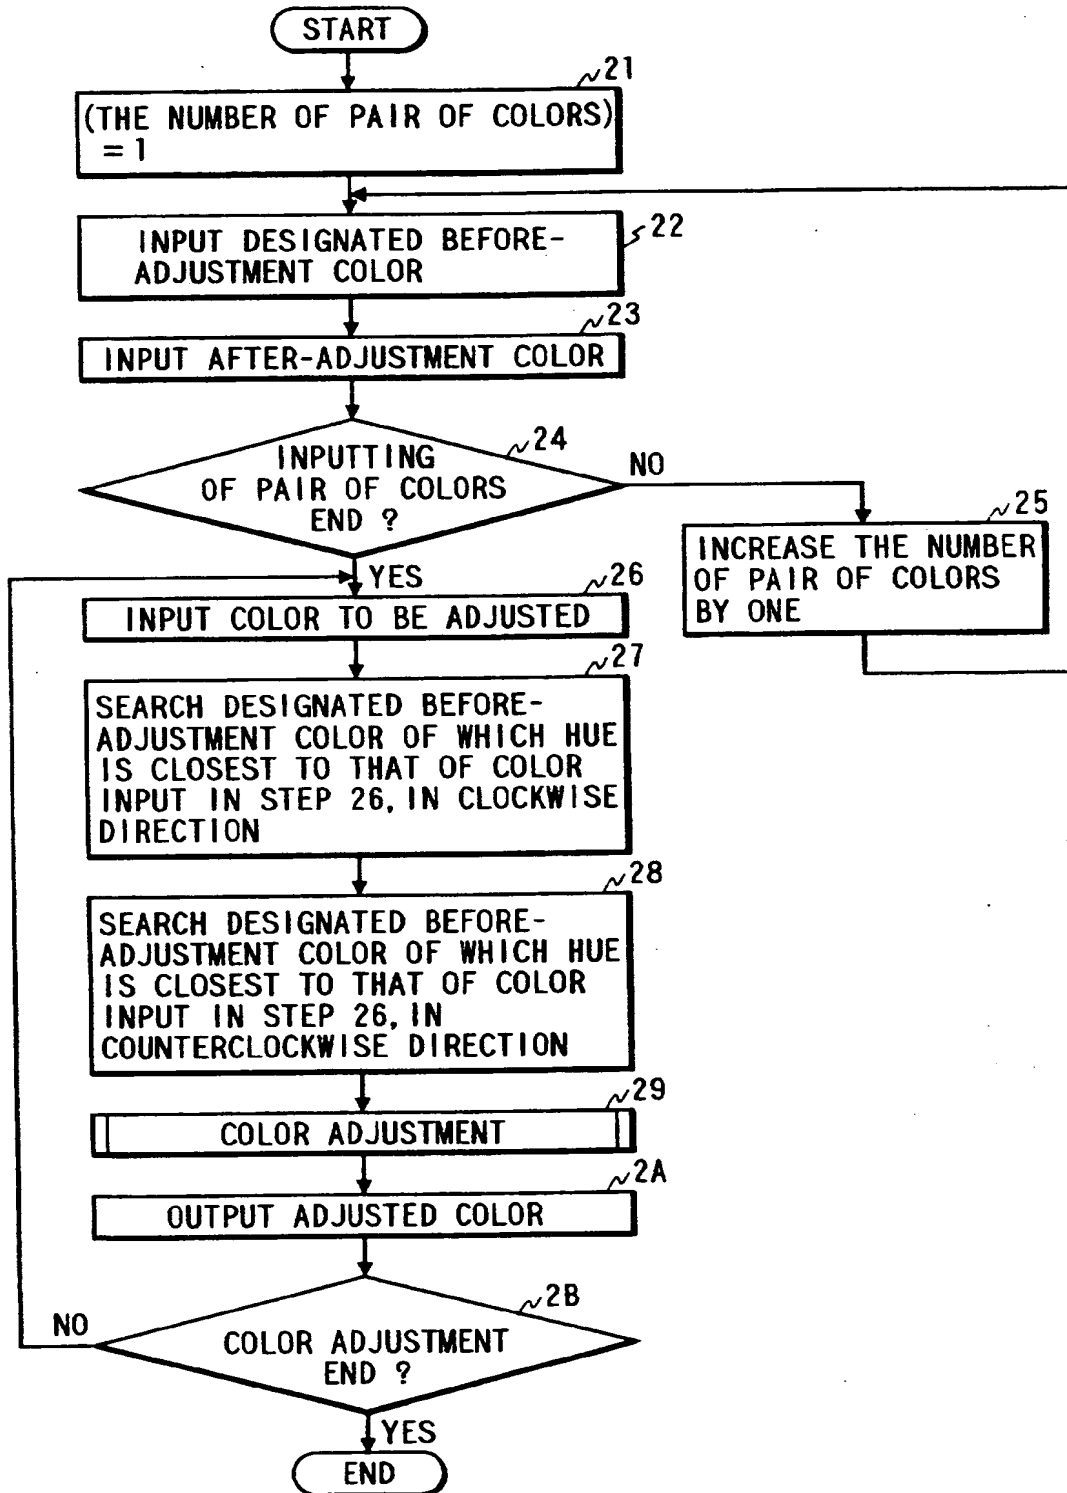 START
21
(THE NUMBER OF PAIR OF COLORS)
= 1
22
INPUT DESIGNATED BEFORE-
ADJUSTMENT COLOR
23
INPUT AFTER-ADJUSTMENT COLOR
24
INPUTTING
OF PAIR OF COLORS
END ?
NO
25
INCREASE THE NUMBER
OF PAIR OF COLORS
BY ONE
YES
26
INPUT COLOR TO BE ADJUSTED
27
SEARCH DESIGNATED BEFORE-
ADJUSTMENT COLOR OF WHICH HUE
IS CLOSEST TO THAT OF COLOR
INPUT IN STEP 26, IN CLOCKWISE
DIRECTION
28
SEARCH DESIGNATED BEFORE-
ADJUSTMENT COLOR OF WHICH HUE
IS CLOSEST TO THAT OF COLOR
INPUT IN STEP 26, IN
COUNTERCLOCKWISE DIRECTION
29
COLOR ADJUSTMENT
2A
OUTPUT ADJUSTED COLOR
2B
NO
COLOR ADJUSTMENT
END ?
YES
END